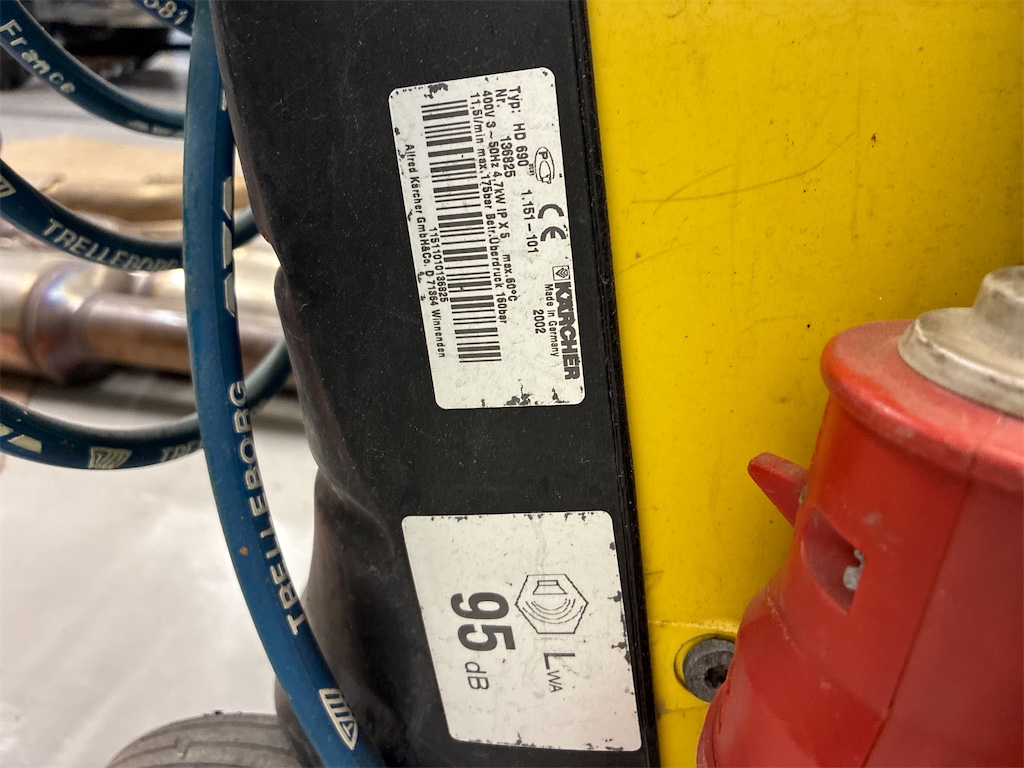 Typ: HD 690
1.151-101
Nr. 136825
400V 3~50Hz 4,7kW IP X 5 max.60°C
11,5l/min max.175bar Betr.Überdruck 160bar
11511010136825
Alfred Kärcher GmbH&Co. D 71364 Winnenden
CE
KÄRCHER
Made in Germany
2002
LWA
95 dB
581
France
TRELLEBORG
TRELLEBORG